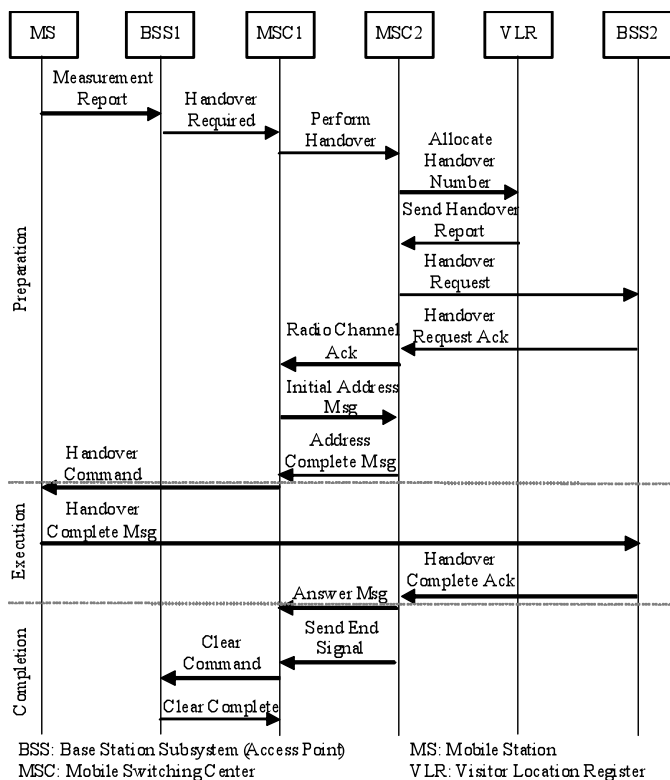 MS BSS1 MSC1 MSC2 VLR BSS2
Measurement
Report
Handover
Required
Perform
Handover
Allocate
Handover
Number
Send Handover
Report
Handover
Request
Handover
Request Ack
Radio Channel
Ack
Initial Address
Msg
Address
Complete Msg
Preparation
Handover
Command
Handover
Complete Msg
Handover
Complete Ack
Execution
Answer Msg
Send End
Signal
Clear
Command
Clear Complete
Completion
BSS: Base Station Subsystem (Access Point)
MS: Mobile Station
MSC: Mobile Switching Center
VLR: Visitor Location Register